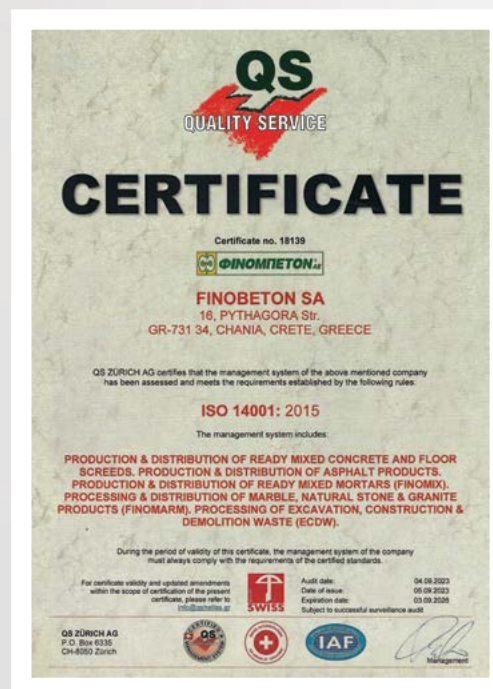 QS
QUALITY SERVICE
CERTIFICATE
Certificate no. 18139
ΦΙΝΟΜΠΕΤΟΝ ΑΕ
FINOBETON SA
16, PYTHAGORA Str.
GR-731 34, CHANIA, CRETE, GREECE
QS ZÜRICH AG certifies that the management system of the above mentioned company
has been assessed and meets the requirements established by the following rules:
ISO 14001: 2015
The management system includes:
PRODUCTION & DISTRIBUTION OF READY MIXED CONCRETE AND FLOOR
SCREEDS. PRODUCTION & DISTRIBUTION OF ASPHALT PRODUCTS.
PRODUCTION & DISTRIBUTION OF READY MIXED MORTARS (FINOMIX).
PROCESSING & DISTRIBUTION OF MARBLE, NATURAL STONE & GRANITE
PRODUCTS (FINOMARM). PROCESSING OF EXCAVATION, CONSTRUCTION &
DEMOLITION WASTE (ECDW).
During the period of validity of this certificate, the management system of the company
must always comply with the requirements of the certified standards.
For certificate validity and updated amendments
within the scope of certification of the present
certificate, please refer to
info@qshellas.gr
SWISS
Audit date: 04.09.2023
Date of issue: 05.09.2023
Expiration date: 03.09.2026
Subject to successful surveillance audit
QS ZÜRICH AG
P.O. Box 6335
CH-8050 Zürich
QS
IAF
Management